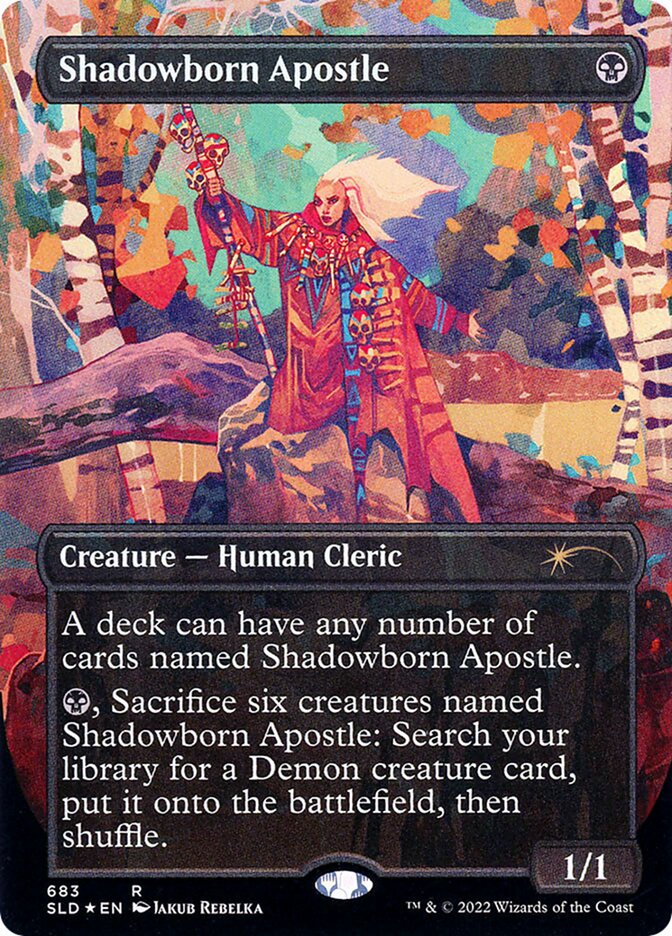 Shadowborn Apostle
Creature — Human Cleric
A deck can have any number of
cards named Shadowborn Apostle.
, Sacrifice six creatures named
Shadowborn Apostle: Search your
library for a Demon creature card,
put it onto the battlefield, then
shuffle.
1/1
683 R
SLD ★ EN Jakub Rebelka
™ & © 2022 Wizards of the Coast